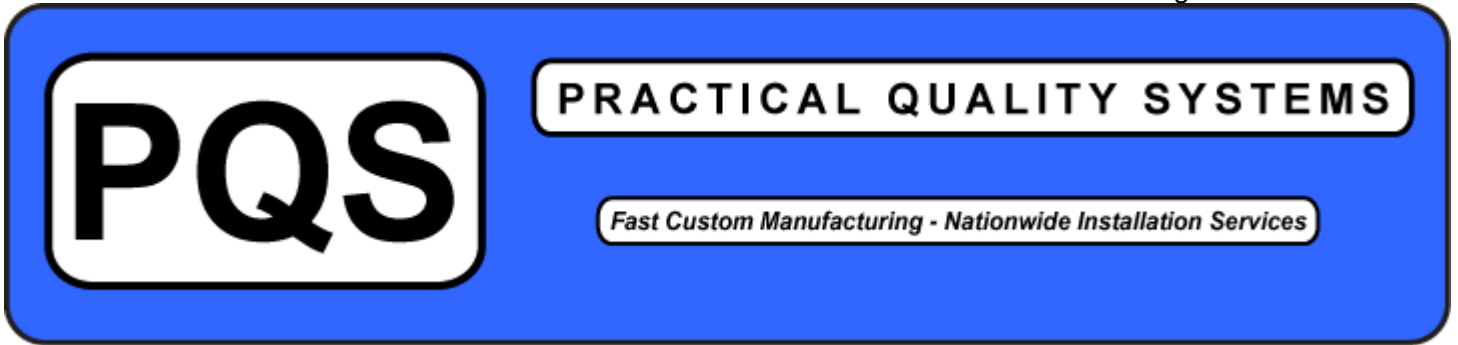 PQS
PRACTICAL QUALITY SYSTEMS
Fast Custom Manufacturing - Nationwide Installation Services